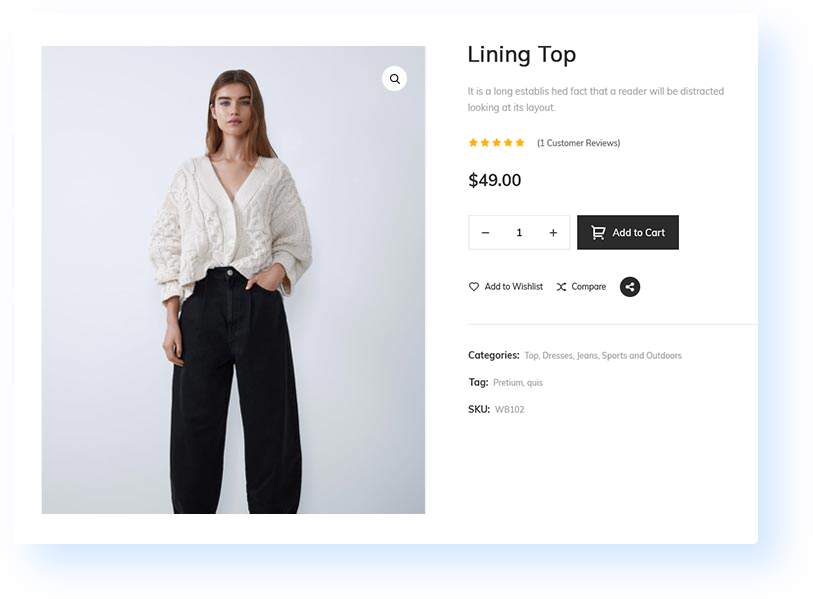 Lining Top
It is a long establis hed fact that a reader will be distracted
looking at its layout.
(1 Customer Reviews)
$49.00
− 1 + Add to Cart
Add to Wishlist Compare
Categories: Top, Dresses, Jeans, Sports and Outdoors
Tag: Pretium, quis
SKU: WB102